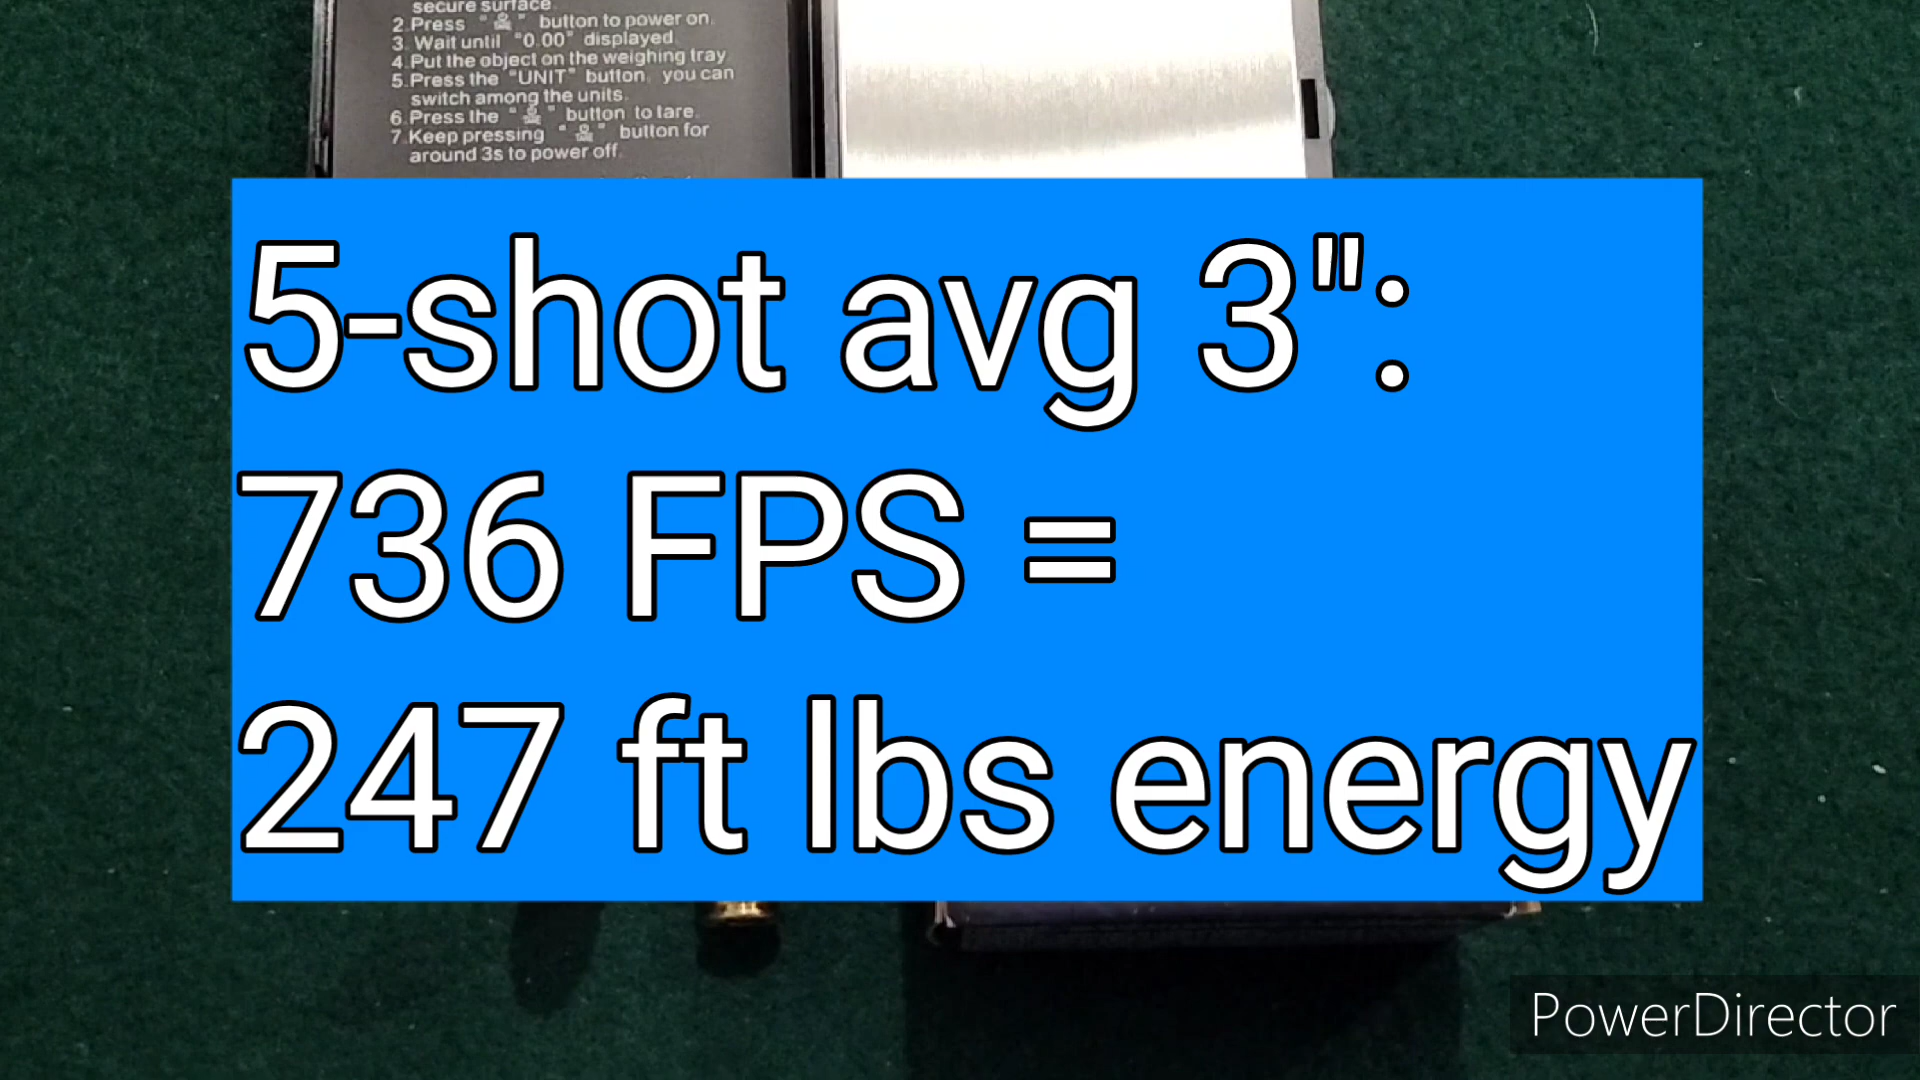 secure surface
2.Press " " button to power on.
3. Wait until "0.00" displayed
4.Put the object on the weighing tray
5.Press the "UNIT" button, you can
switch among the units.
6.Press the " " button to tare.
7.Keep pressing " " button for
around 3s to power off.
5-shot avg 3":
736 FPS =
247 ft lbs energy
PowerDirector